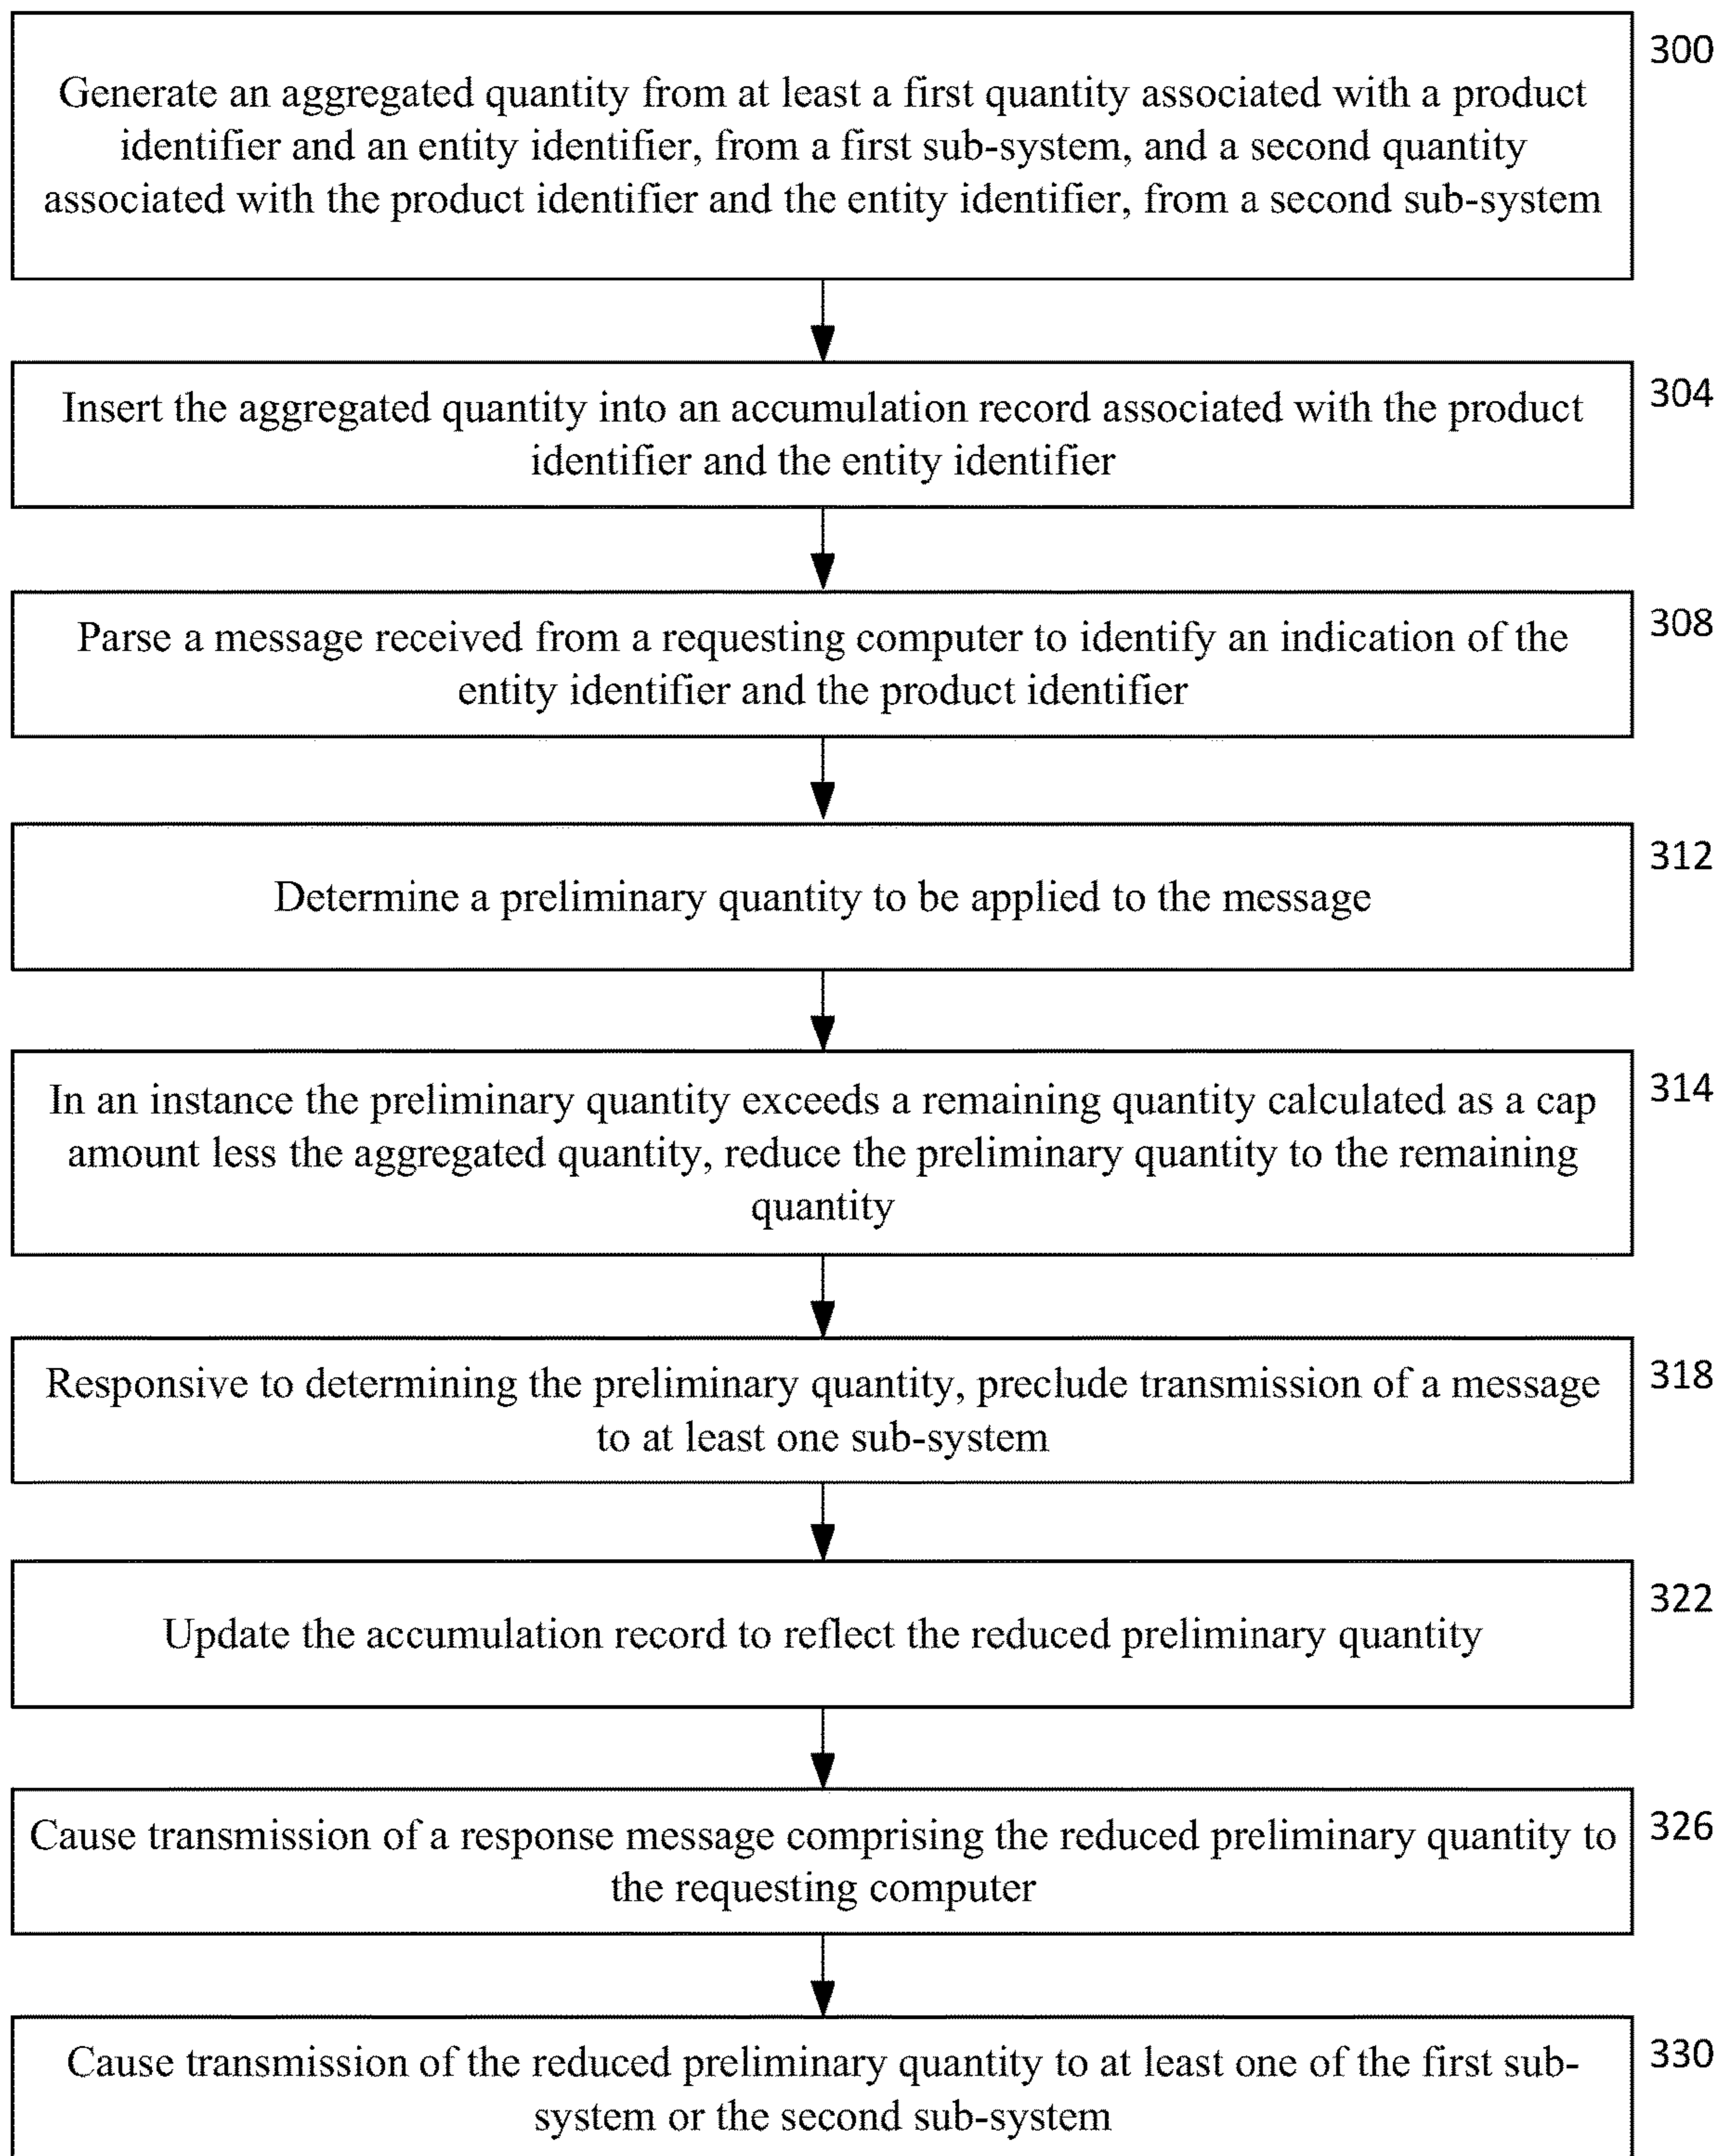 300
Generate an aggregated quantity from at least a first quantity associated with a product
identifier and an entity identifier, from a first sub-system, and a second quantity
associated with the product identifier and the entity identifier, from a second sub-system
304
Insert the aggregated quantity into an accumulation record associated with the product
identifier and the entity identifier
308
Parse a message received from a requesting computer to identify an indication of the
entity identifier and the product identifier
312
Determine a preliminary quantity to be applied to the message
314
In an instance the preliminary quantity exceeds a remaining quantity calculated as a cap
amount less the aggregated quantity, reduce the preliminary quantity to the remaining
quantity
318
Responsive to determining the preliminary quantity, preclude transmission of a message
to at least one sub-system
322
Update the accumulation record to reflect the reduced preliminary quantity
326
Cause transmission of a response message comprising the reduced preliminary quantity to
the requesting computer
330
Cause transmission of the reduced preliminary quantity to at least one of the first sub-
system or the second sub-system